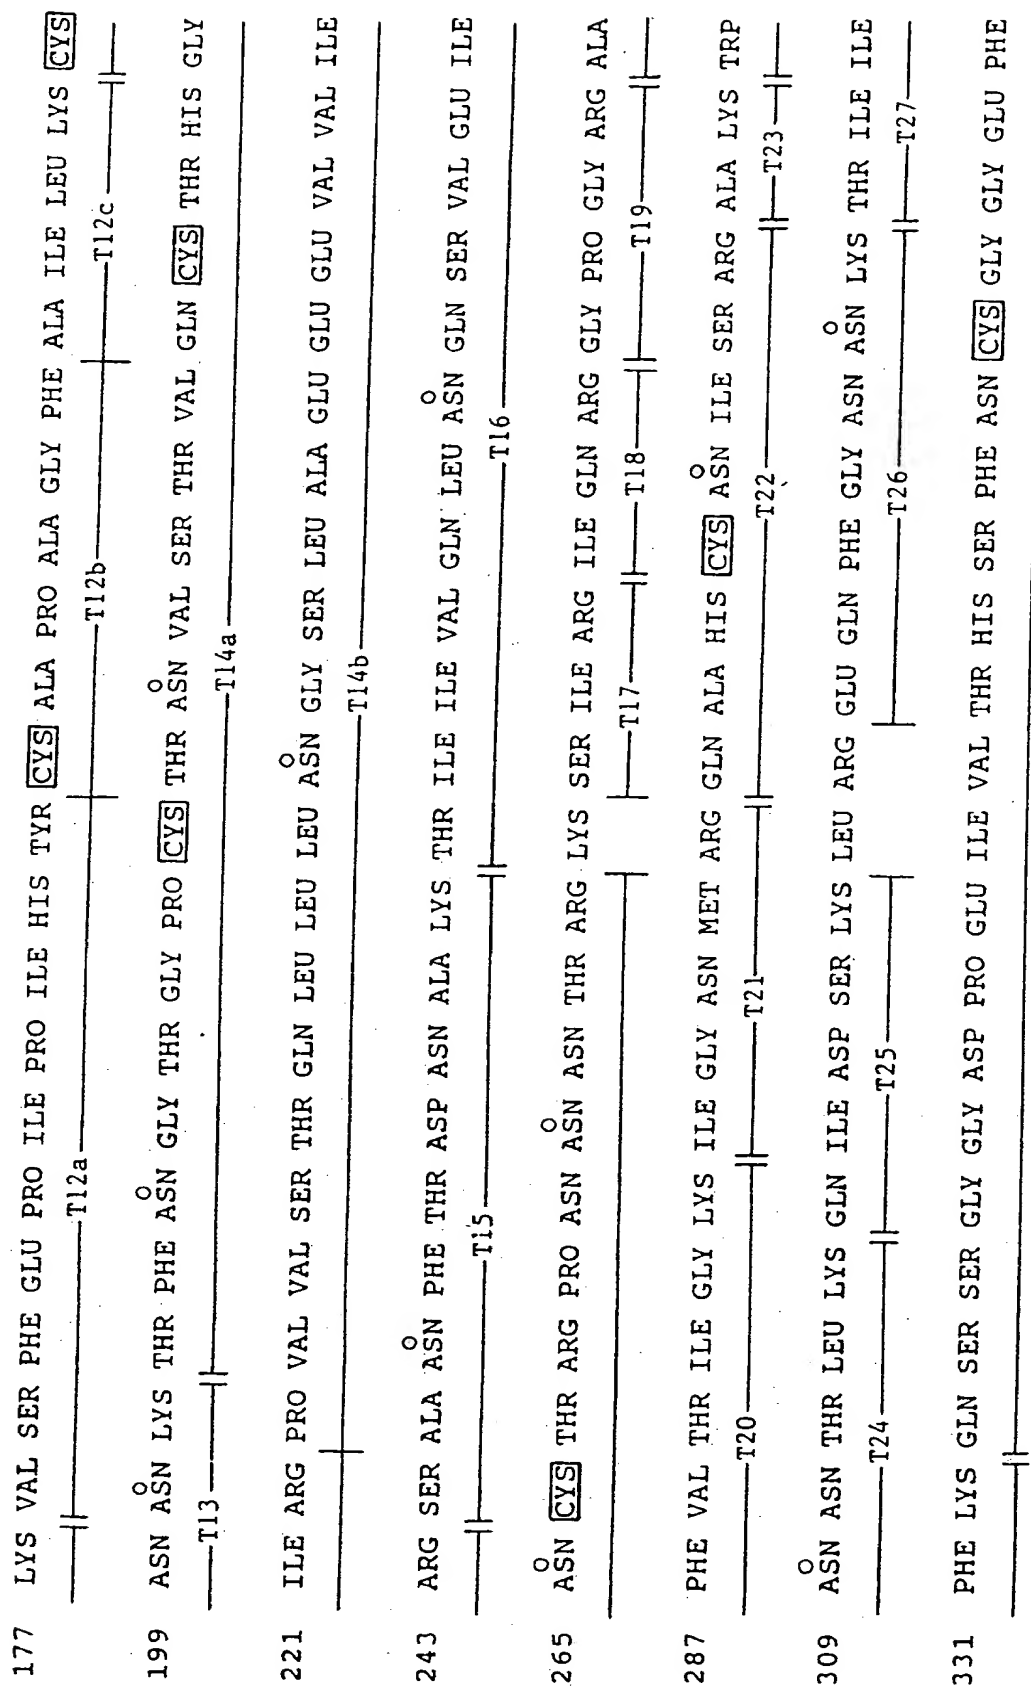 177 LYS VAL SER PHE GLU PRO ILE PRO ILE HIS TYR CYS ALA PRO ALA GLY PHE ALA ILE LEU LYS CYS
T12a T12b T12c
199 ASN ASN LYS THR PHE ASN GLY THR GLY PRO CYS THR ASN VAL SER THR VAL GLN CYS THR HIS GLY
T13 T14a
221 ILE ARG PRO VAL VAL SER THR GLN LEU LEU LEU ASN GLY SER LEU ALA GLU GLU VAL VAL ILE
T14b
243 ARG SER ALA ASN PHE THR ASP ASN ALA LYS THR ILE ILE VAL GLN LEU ASN GLN SER VAL GLU ILE
T15 T16
265 ASN CYS THR ARG PRO ASN ASN ASN THR ARG LYS SER ILE ARG ILE GLN ARG GLY PRO GLY ARG ALA
T17 T18 T19
287 PHE VAL THR ILE GLY LYS ILE GLY ASN MET ARG GLN ALA HIS CYS ASN ILE SER ARG ALA LYS TRP
T20 T21 T22 T23
309 ASN ASN THR LEU LYS GLN ILE ASP SER LYS LEU ARG GLU GLN PHE GLY ASN ASN LYS THR ILE ILE
T24 T25 T26 T27
331 PHE LYS GLN SER SER GLY GLY ASP PRO GLU ILE VAL THR HIS SER PHE ASN CYS GLY GLY GLU PHE